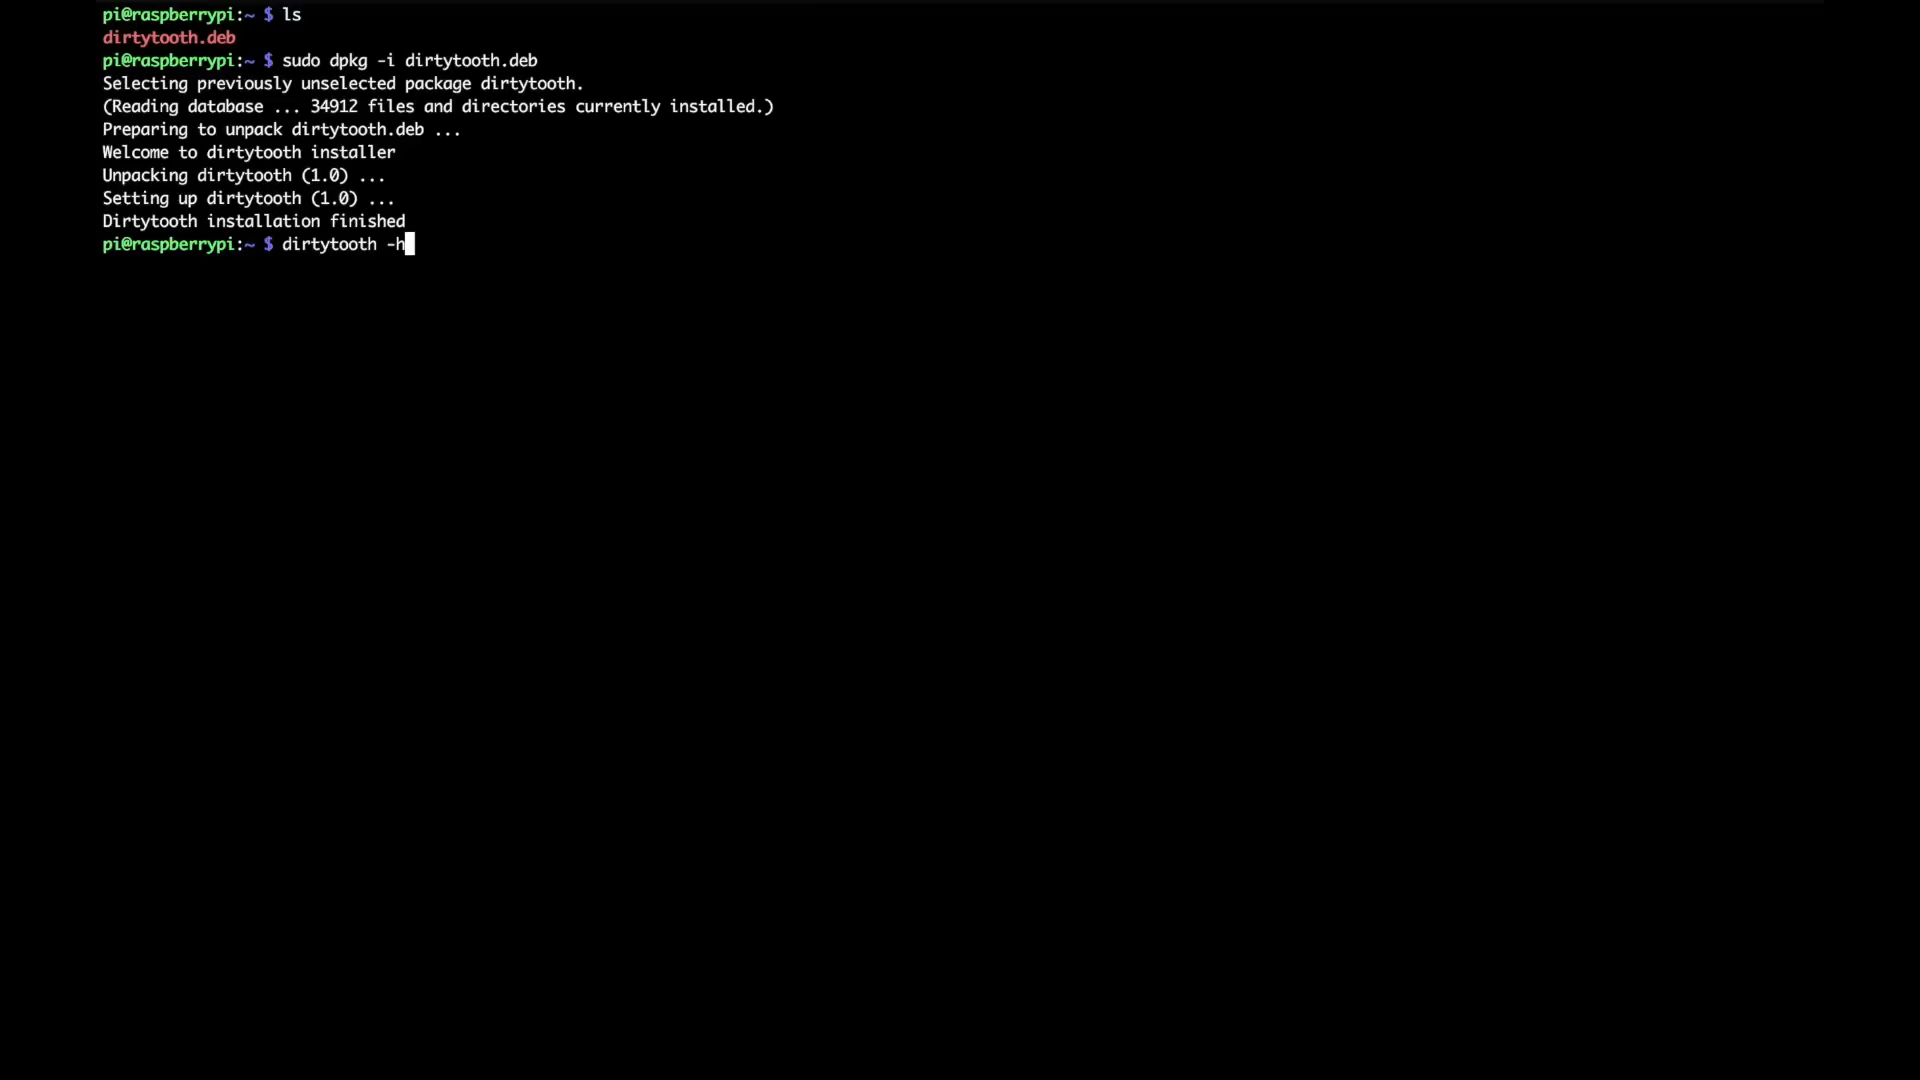 pi@raspberrypi:~ $ ls
dirtytooth.deb
pi@raspberrypi:~ $ sudo dpkg -i dirtytooth.deb
Selecting previously unselected package dirtytooth.
(Reading database ... 34912 files and directories currently installed.)
Preparing to unpack dirtytooth.deb ...
Welcome to dirtytooth installer
Unpacking dirtytooth (1.0) ...
Setting up dirtytooth (1.0) ...
Dirtytooth installation finished
pi@raspberrypi:~ $ dirtytooth -h